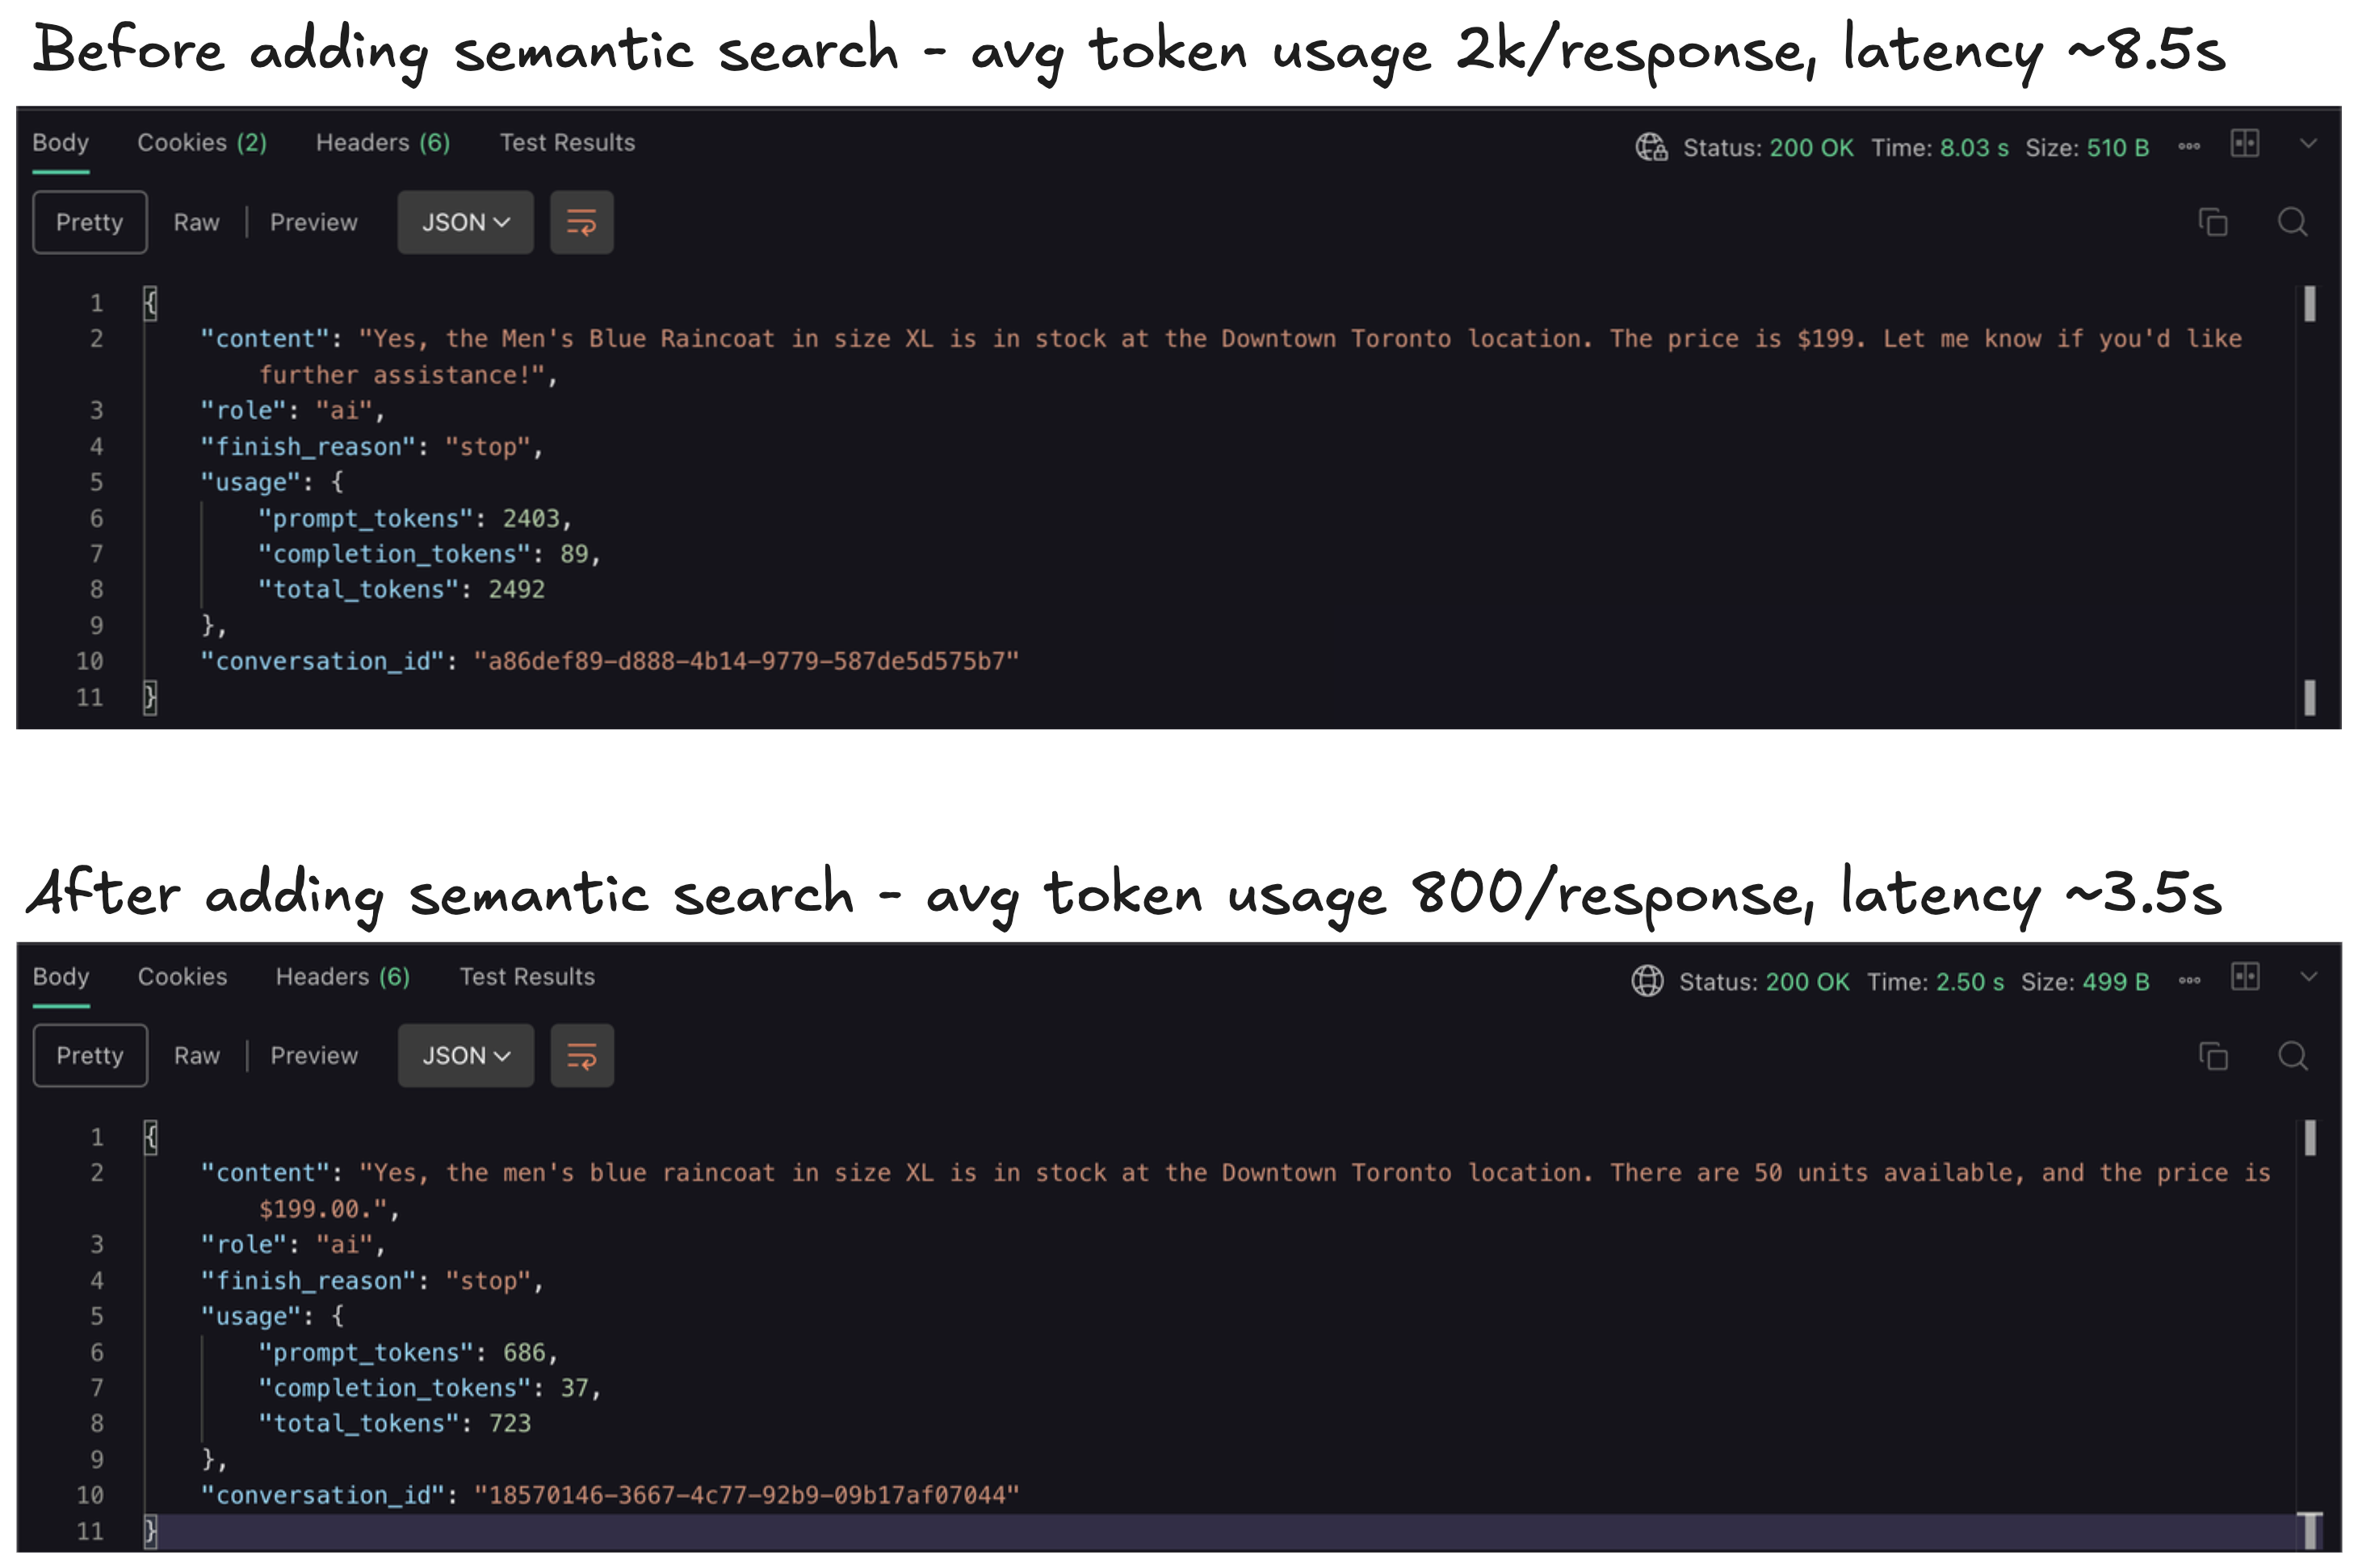 Before adding semantic search - avg token usage 2k/response, latency ~8.5s
Body Cookies (2) Headers (6) Test Results Status: 200 OK Time: 8.03 s Size: 510 B
Pretty Raw Preview JSON
1 {
2 "content": "Yes, the Men's Blue Raincoat in size XL is in stock at the Downtown Toronto location. The price is $199. Let me know if you'd like
further assistance!",
3 "role": "ai",
4 "finish_reason": "stop",
5 "usage": {
6 "prompt_tokens": 2403,
7 "completion_tokens": 89,
8 "total_tokens": 2492
9 },
10 "conversation_id": "a86def89-d888-4b14-9779-587de5d575b7"
11 }
After adding semantic search - avg token usage 800/response, latency ~3.5s
Body Cookies Headers (6) Test Results Status: 200 OK Time: 2.50 s Size: 499 B
Pretty Raw Preview JSON
1 {
2 "content": "Yes, the men's blue raincoat in size XL is in stock at the Downtown Toronto location. There are 50 units available, and the price is
$199.00.",
3 "role": "ai",
4 "finish_reason": "stop",
5 "usage": {
6 "prompt_tokens": 686,
7 "completion_tokens": 37,
8 "total_tokens": 723
9 },
10 "conversation_id": "18570146-3667-4c77-92b9-09b17af07044"
11 }